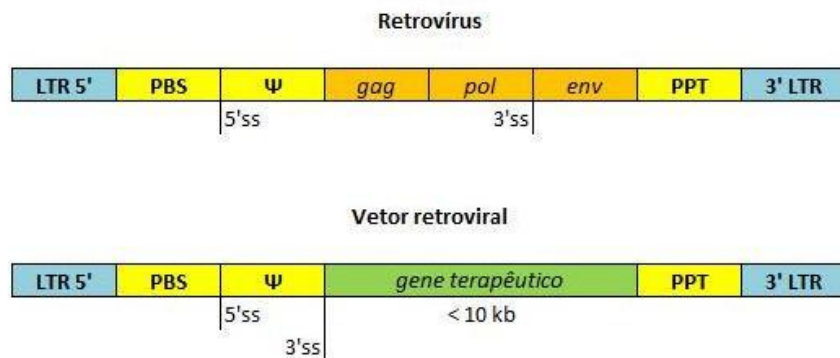 Retrovírus
LTR 5' PBS Ψ gag pol env PPT 3' LTR
5'ss 3'ss
Vetor retroviral
LTR 5' PBS Ψ gene terapêutico PPT 3' LTR
5'ss < 10 kb
3'ss